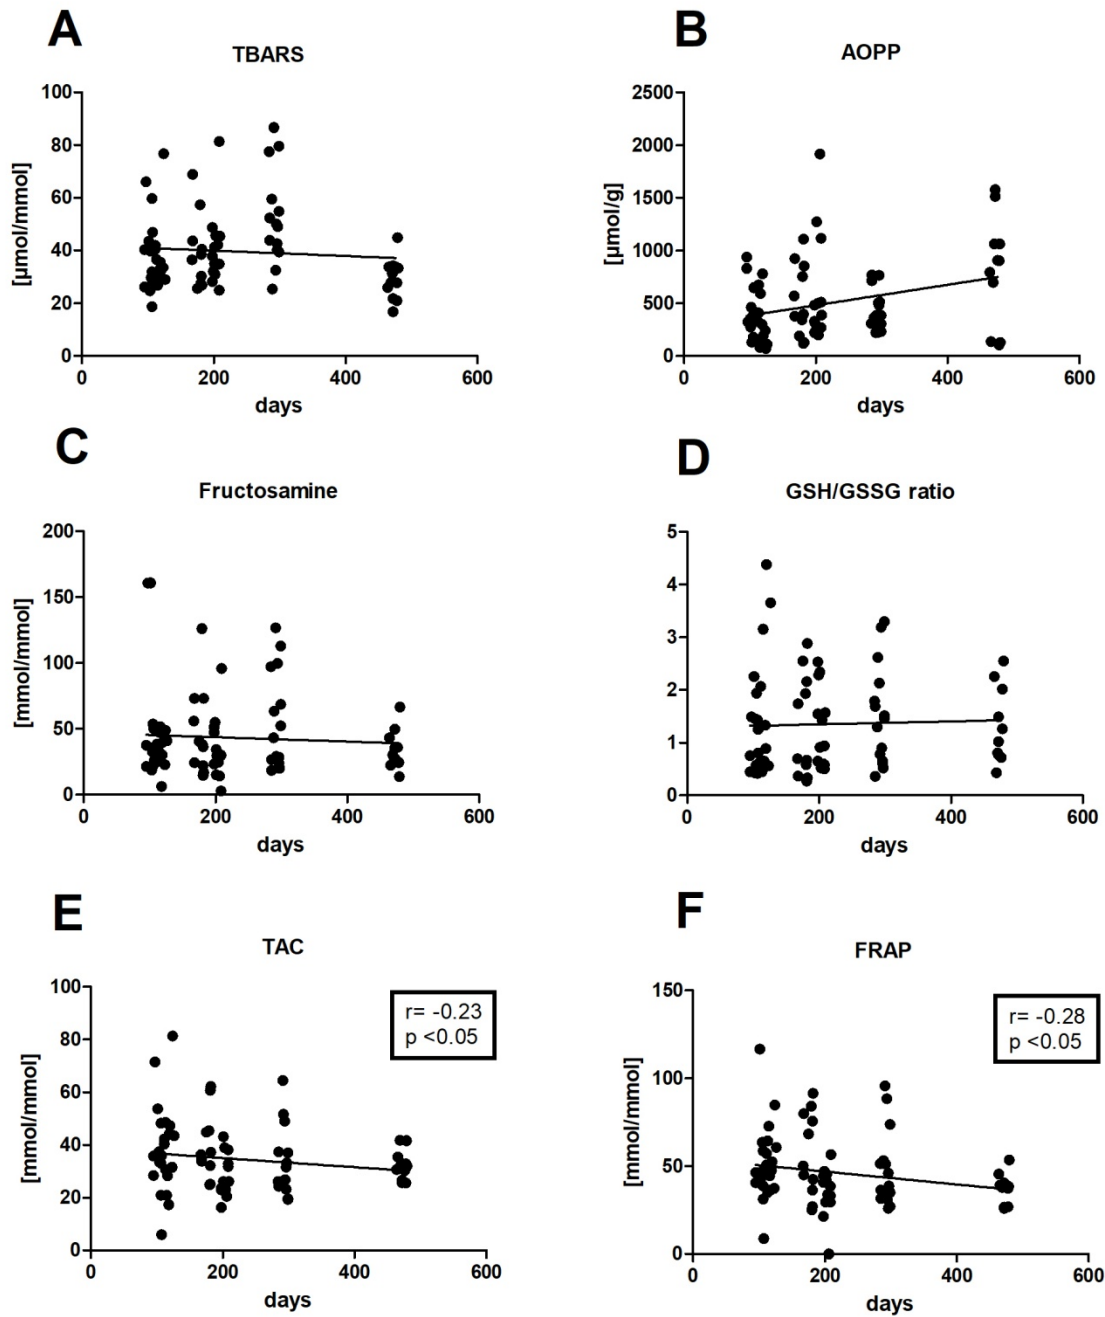 A
TBARS
[µmol/mmol]
100
80
60
40
20
0
0 200 400 600
days
B
AOPP
[µmol/g]
2500
2000
1500
1000
500
0
0 200 400 600
days
C
Fructosamine
[mmol/mmol]
200
150
100
50
0
0 200 400 600
days
D
GSH/GSSG ratio
5
4
3
2
1
0
0 200 400 600
days
E
TAC
[mmol/mmol]
100
80
60
40
20
0
0 200 400 600
days
r= -0.23
p <0.05
F
FRAP
[mmol/mmol]
150
100
50
0
0 200 400 600
days
r= -0.28
p <0.05